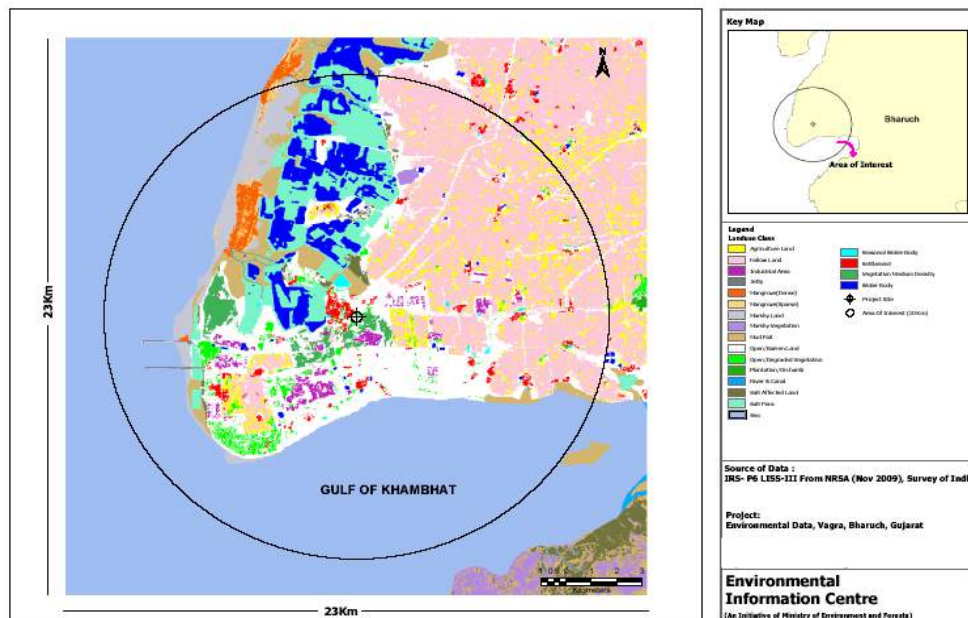 Key Map
N
Bharuch
Area of Interest
23Km
GULF OF KHAMBHAT
Kilometers
23Km
Legend
Landuse Class
Agriculture Land
Fallow Land
Industrial Area
Jetty
Mangrove(Dense)
Mangrove(Sparse)
Marshy Land
Marshy Vegetation
Mud Flat
Open/Barren Land
Open/Degraded Vegetation
Plantation/Orchards
River & Canal
Salt Affected Land
Salt Pans
Sea
Seasonal Water Body
Settlement
Vegetation Medium Density
Water Body
Project Site
Area Of Interest (10Km)
Source of Data :
IRS- P6 LISS-III From NRSA (Nov 2009), Survey of Indi
Project:
Environmental Data, Vagra, Bharuch, Gujarat
Environmental
Information Centre
(An Initiative of Ministry of Environment and Forests)